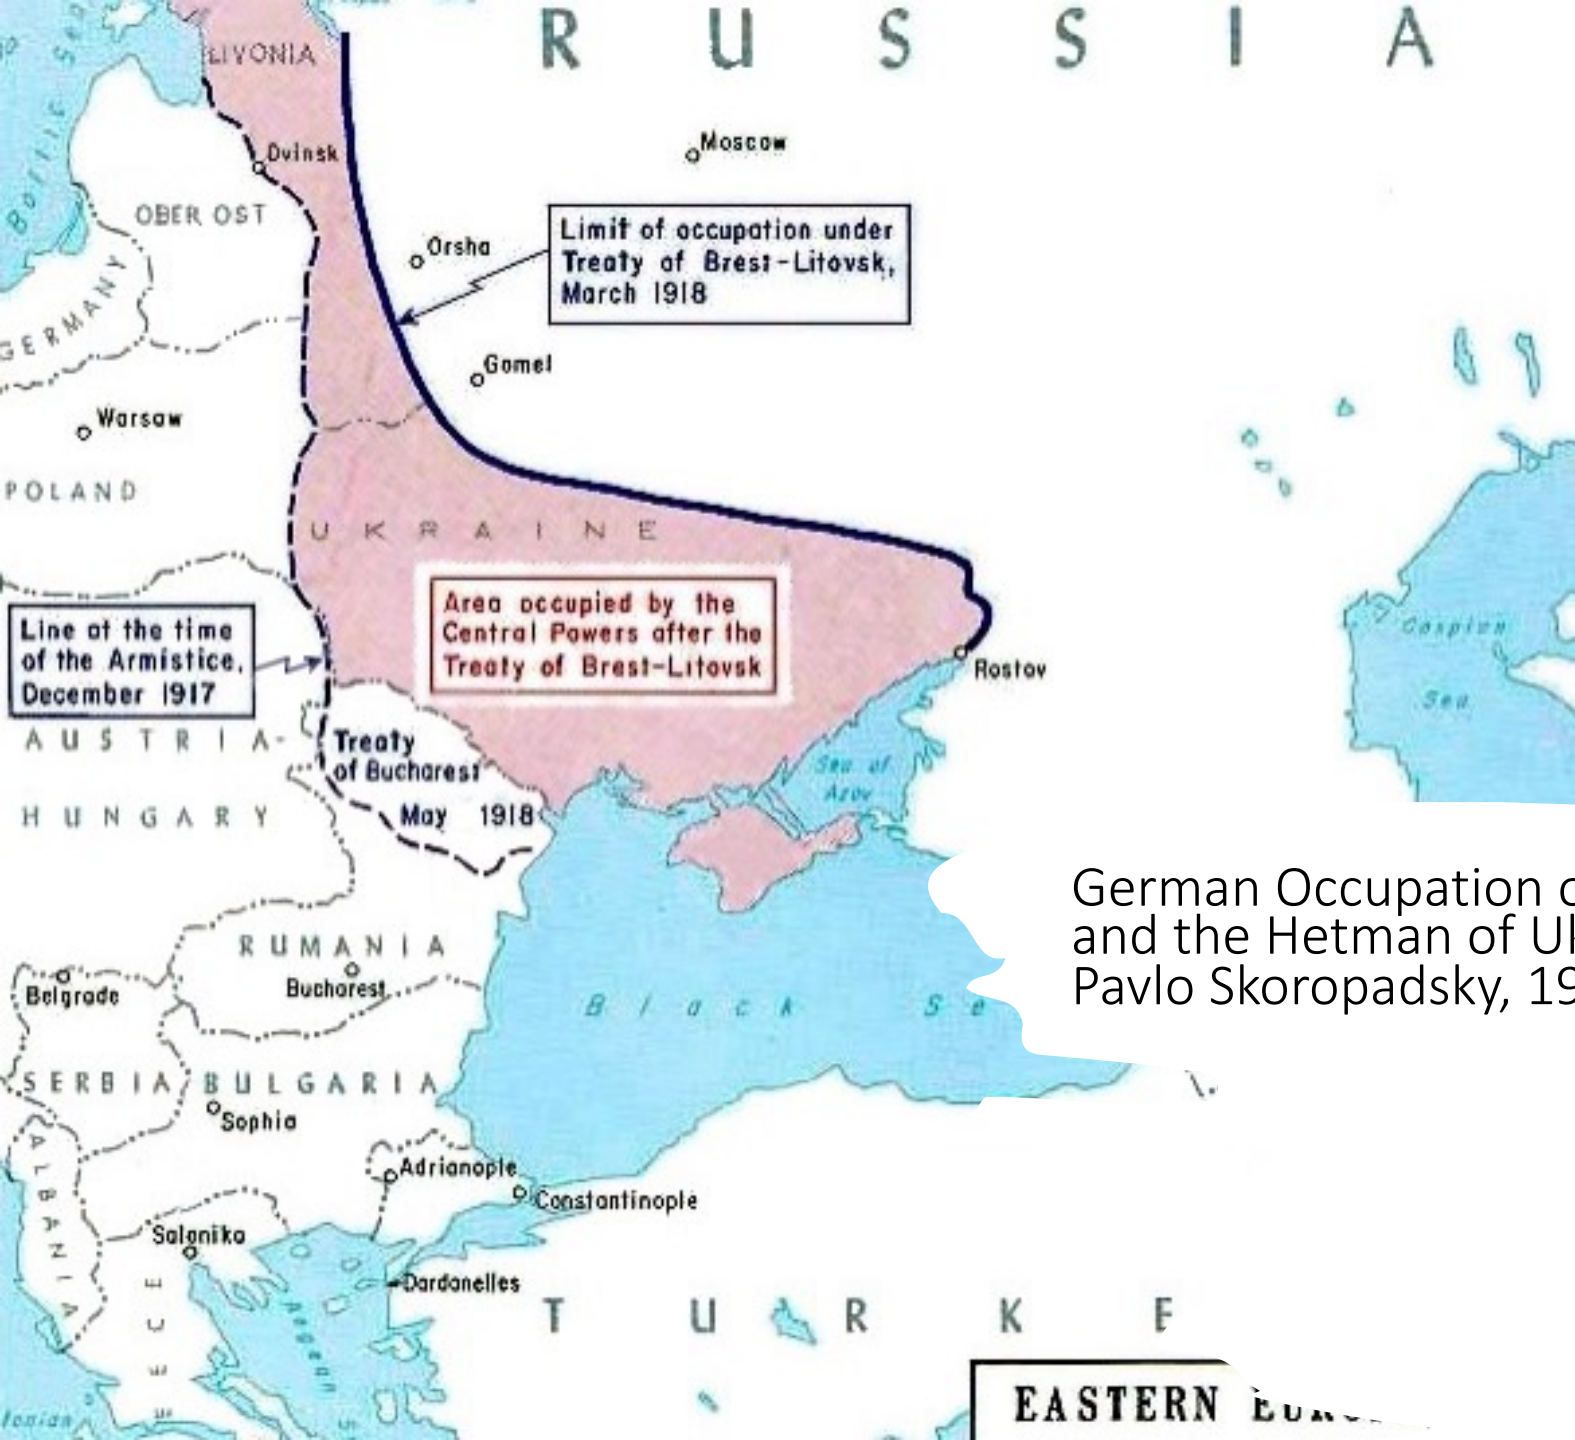 R U S S I A
Baltic Sea
LIVONIA
Dvinsk
Moscow
OBER OST
Orsha
Limit of occupation under
Treaty of Brest-Litovsk,
March 1918
GERMANY
Gomel
Warsaw
POLAND
UKRAINE
Area occupied by the
Central Powers after the
Treaty of Brest-Litovsk
Line at the time
of the Armistice,
December 1917
Caspian
Sea
Rostov
AUSTRIA-
HUNGARY
Treaty
of Bucharest
May 1918
Sea of
Azov
German Occupation
and the Hetman of
Pavlo Skoropadsky,
RUMANIA
Bucharest
Belgrade
Black Se
SERBIA
BULGARIA
Sophia
ALBANIA
Adrianople
Constantinople
Salonika
Dardanelles
Aegean
T U R K
EASTERN